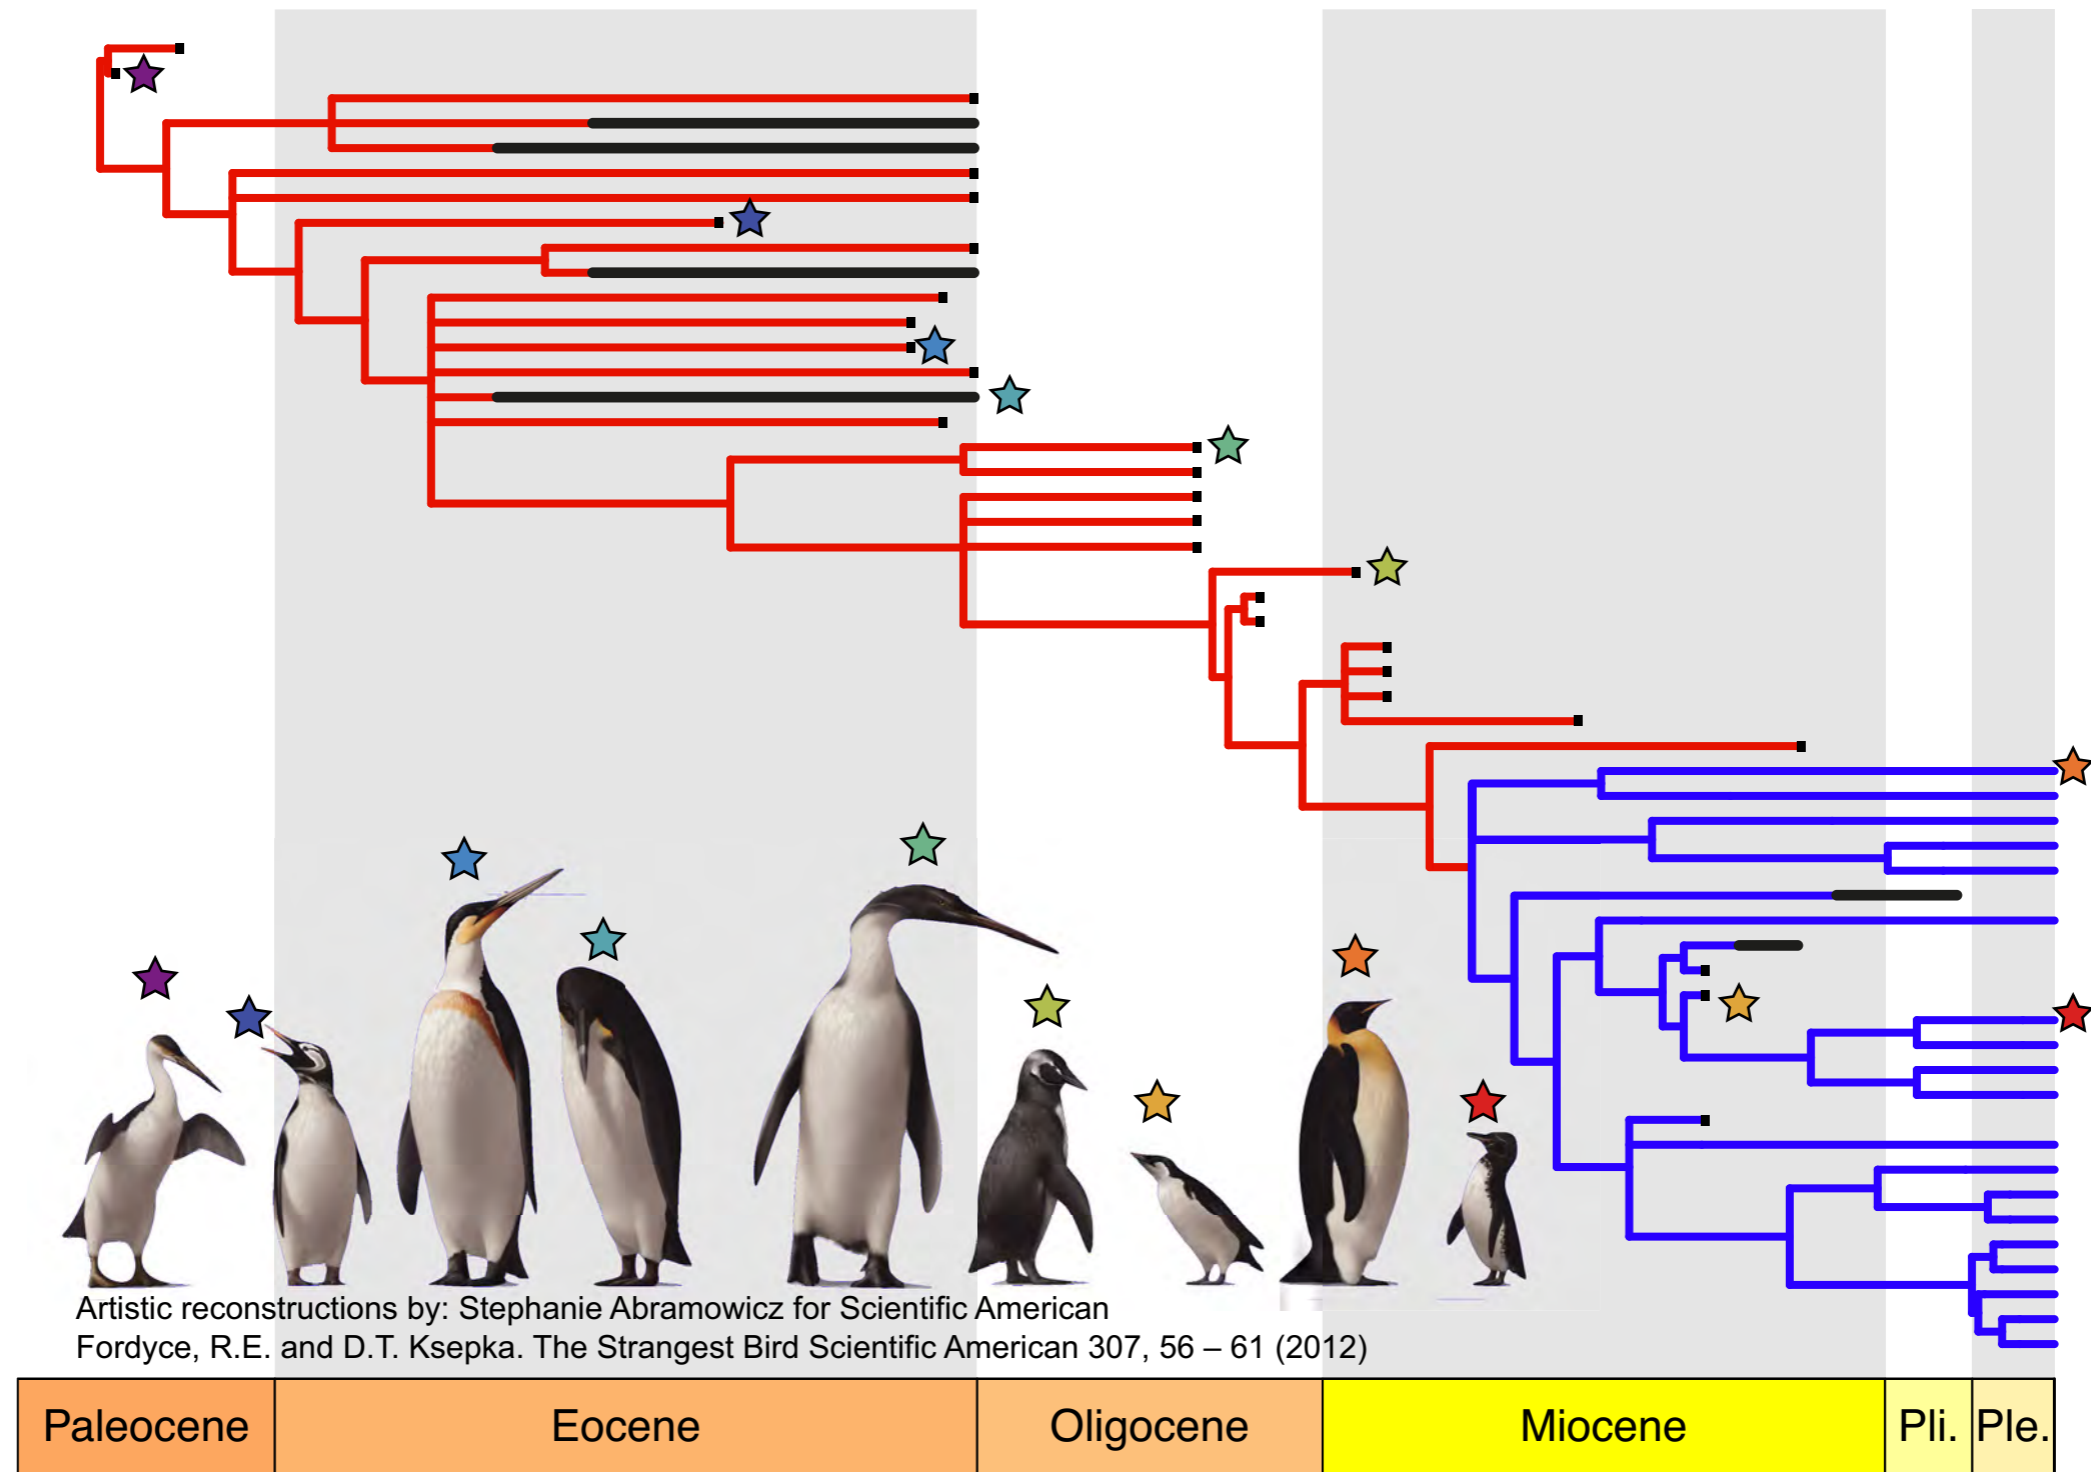 Artistic reconstructions by: Stephanie Abramowicz for Scientific American
Fordyce, R.E. and D.T. Ksepka. The Strangest Bird Scientific American 307, 56 – 61 (2012)
Paleocene Eocene Oligocene Miocene Pli. Ple.